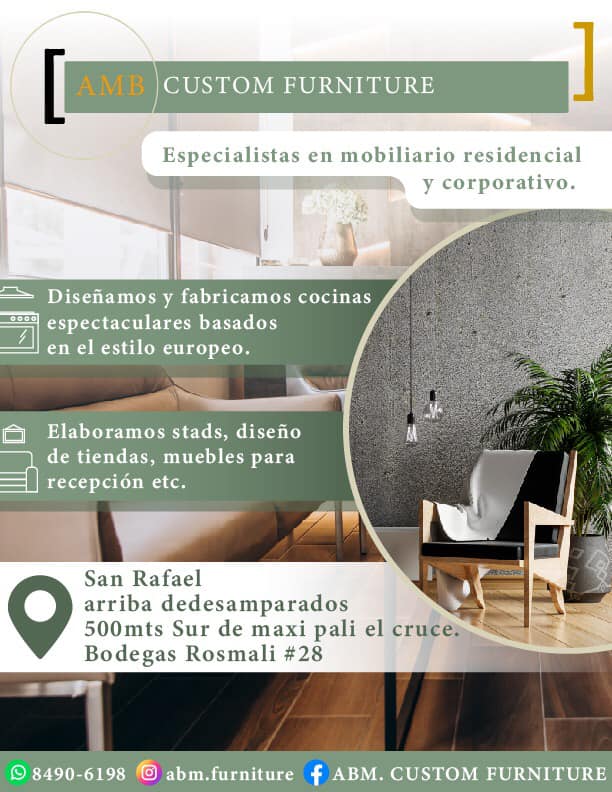 AMB CUSTOM FURNITURE
Especialistas en mobiliario residencial
y corporativo.
Diseñamos y fabricamos cocinas
espectaculares basados
en el estilo europeo.
Elaboramos stads, diseño
de tiendas, muebles para
recepción etc.
San Rafael
arriba dedesamparados
500mts Sur de maxi pali el cruce.
Bodegas Rosmali #28
8490-6198 abm.furniture ABM. CUSTOM FURNITURE